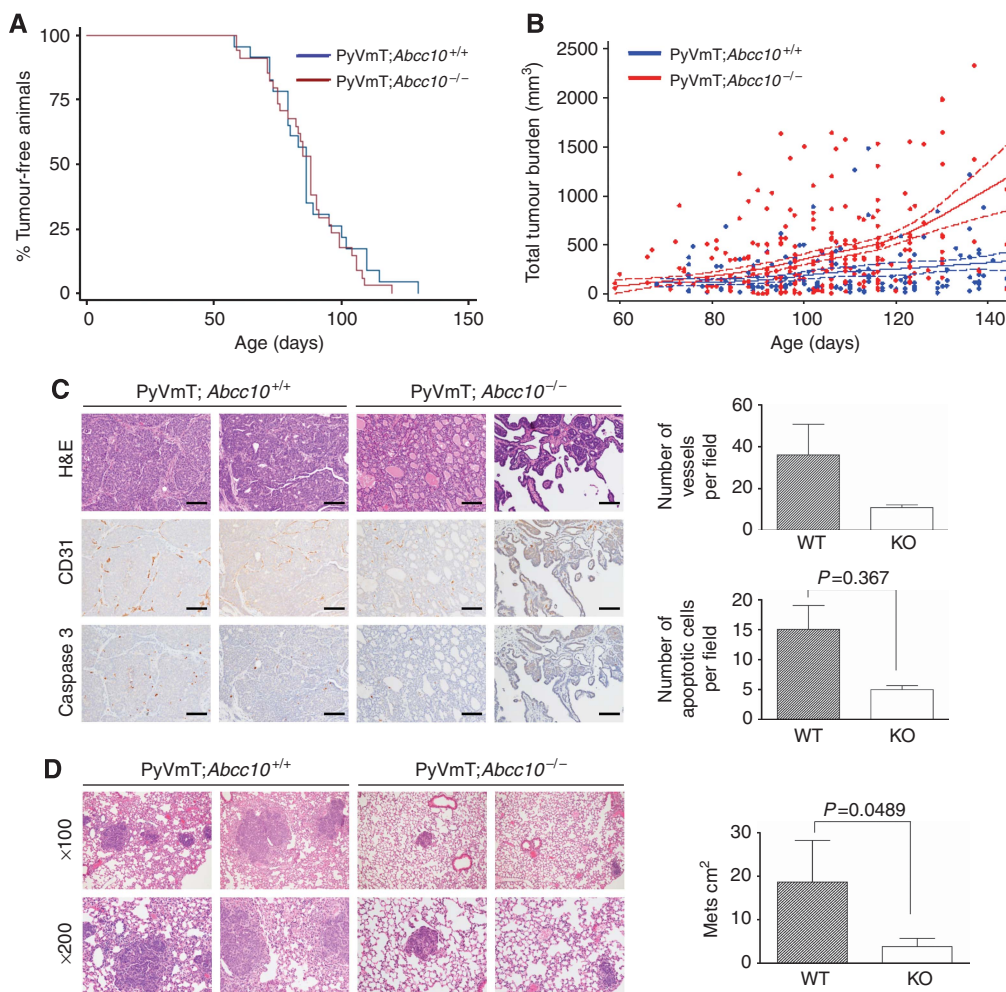 A
100
75
50
25
0
% Tumour-free animals
PyVmT;Abcc10+/+
PyVmT;Abcc10−/−
0 50 100 150
Age (days)
B
2500
2000
1500
1000
500
0
Total tumour burden (mm3)
PyVmT;Abcc10+/+
PyVmT;Abcc10−/−
60 80 100 120 140
Age (days)
C
PyVmT; Abcc10+/+ PyVmT; Abcc10−/−
H&E
CD31
Caspase 3
Number of
vessels
per field
60
40
20
0
WT KO
P=0.367
Number of
apoptotic cells
per field
20
15
10
5
0
WT KO
D
PyVmT;Abcc10+/+ PyVmT;Abcc10−/−
×100
×200
P=0.0489
Mets cm2
30
20
10
0
WT KO